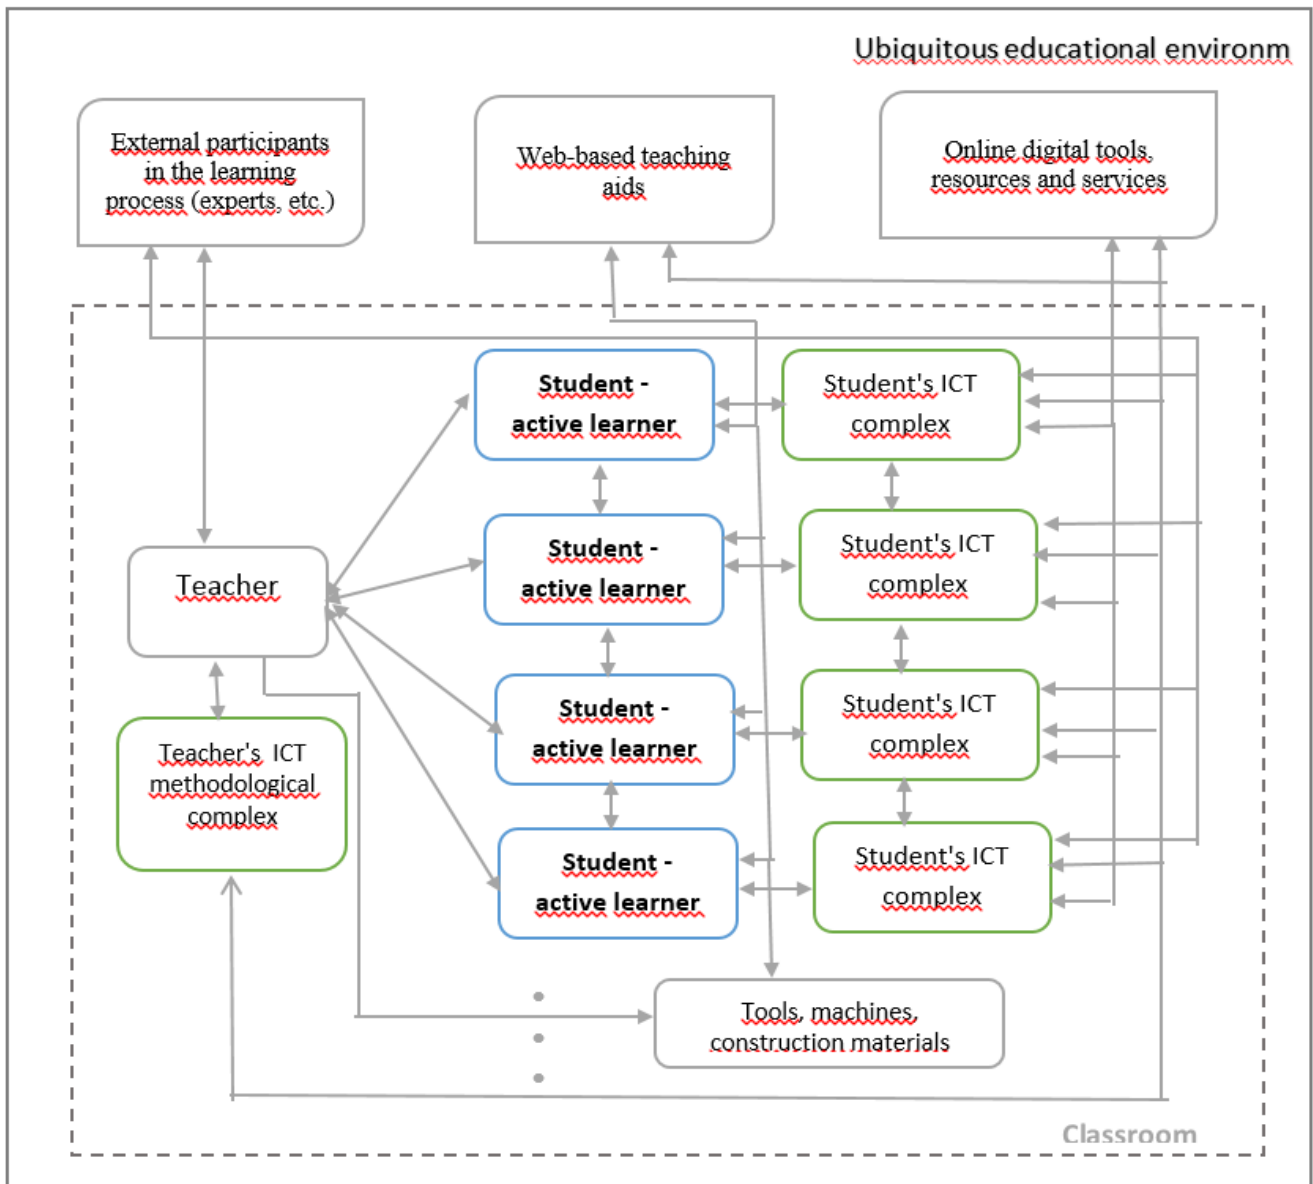 Ubiquitous educational environm
External participants
in the learning
process (experts, etc.)
Web-based teaching
aids
Online digital tools,
resources and services
Student -
active learner
Student's ICT
complex
Student -
active learner
Student's ICT
complex
Teacher
Student -
active learner
Student's ICT
complex
Teacher's ICT
methodological
complex
Student -
active learner
Student's ICT
complex
Tools, machines,
construction materials
Classroom